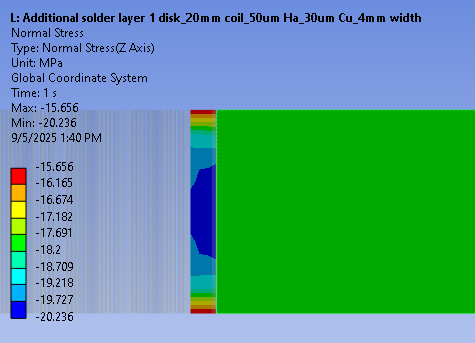 L: Additional solder layer 1 disk_20mm coil_50um Ha_30um Cu_4mm width
Normal Stress
Type: Normal Stress(Z Axis)
Unit: MPa
Global Coordinate System
Time: 1 s
Max: -15.656
Min: -20.236
9/5/2025 1:40 PM
-15.656
-16.165
-16.674
-17.182
-17.691
-18.2
-18.709
-19.218
-19.727
-20.236